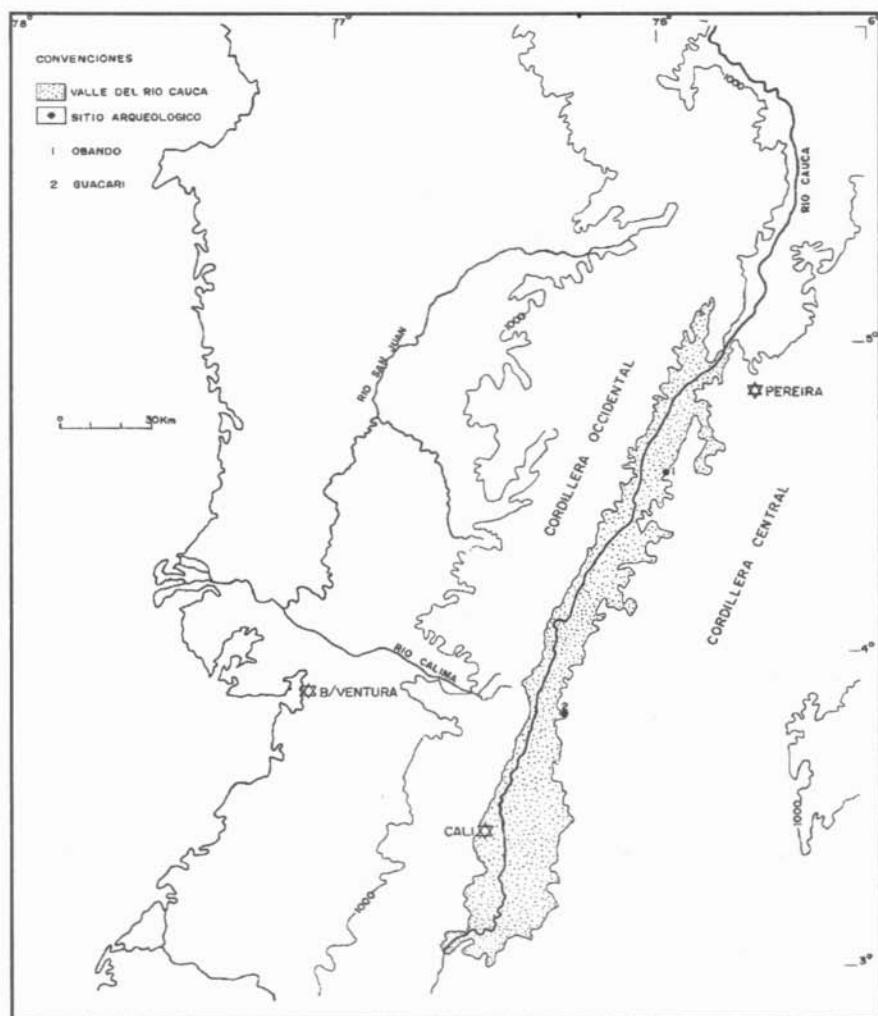 78°
77
76
6°
CONVENCIONES
VALLE DEL RIO CAUCA
SITIO ARQUEOLOGICO
1 OBANDO
2 GUACARI
1000
RIO CAUCA
1000
RIO SAN JUAN
5°
0 30Km
PEREIRA
CORDILLERA OCCIDENTAL
1
CORDILLERA CENTRAL
4°
RIO CALIMA
B/VENTURA
2
1000
CALI
1000
3°